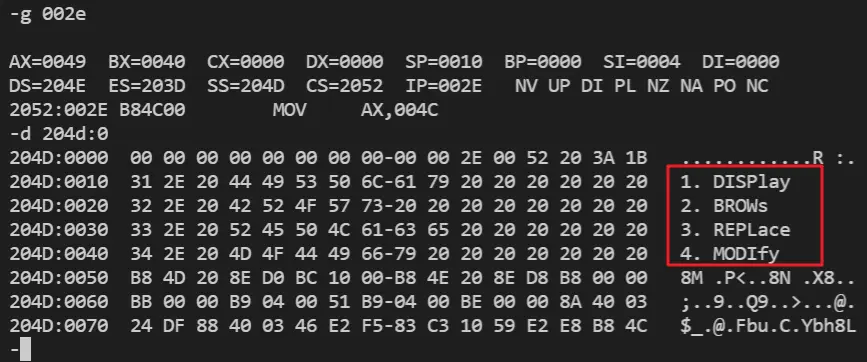 -g 002e
AX=0049  BX=0040  CX=0000  DX=0000  SP=0010  BP=0000  SI=0004  DI=0000
DS=204E  ES=203D  SS=204D  CS=2052  IP=002E   NV UP DI PL NZ NA PO NC
2052:002E B84C00        MOV     AX,004C
-d 204d:0
204D:0000  00 00 00 00 00 00 00 00-00 00 2E 00 52 20 3A 1B   ............R :.
204D:0010  31 2E 20 44 49 53 50 6C-61 79 20 20 20 20 20 20   1. DISPlay
204D:0020  32 2E 20 42 52 4F 57 73-20 20 20 20 20 20 20 20   2. BROWs
204D:0030  33 2E 20 52 45 50 4C 61-63 65 20 20 20 20 20 20   3. REPLace
204D:0040  34 2E 20 4D 4F 44 49 66-79 20 20 20 20 20 20 20   4. MODIfy
204D:0050  B8 4D 20 8E D0 BC 10 00-B8 4E 20 8E D8 B8 00 00   8M .P<..8N .X8..
204D:0060  BB 00 00 B9 04 00 51 B9-04 00 BE 00 00 8A 40 03   ;..9..Q9..>...@.
204D:0070  24 DF 88 40 03 46 E2 F5-83 C3 10 59 E2 E8 B8 4C   $_.@.Fbu.C.Ybh8L
-